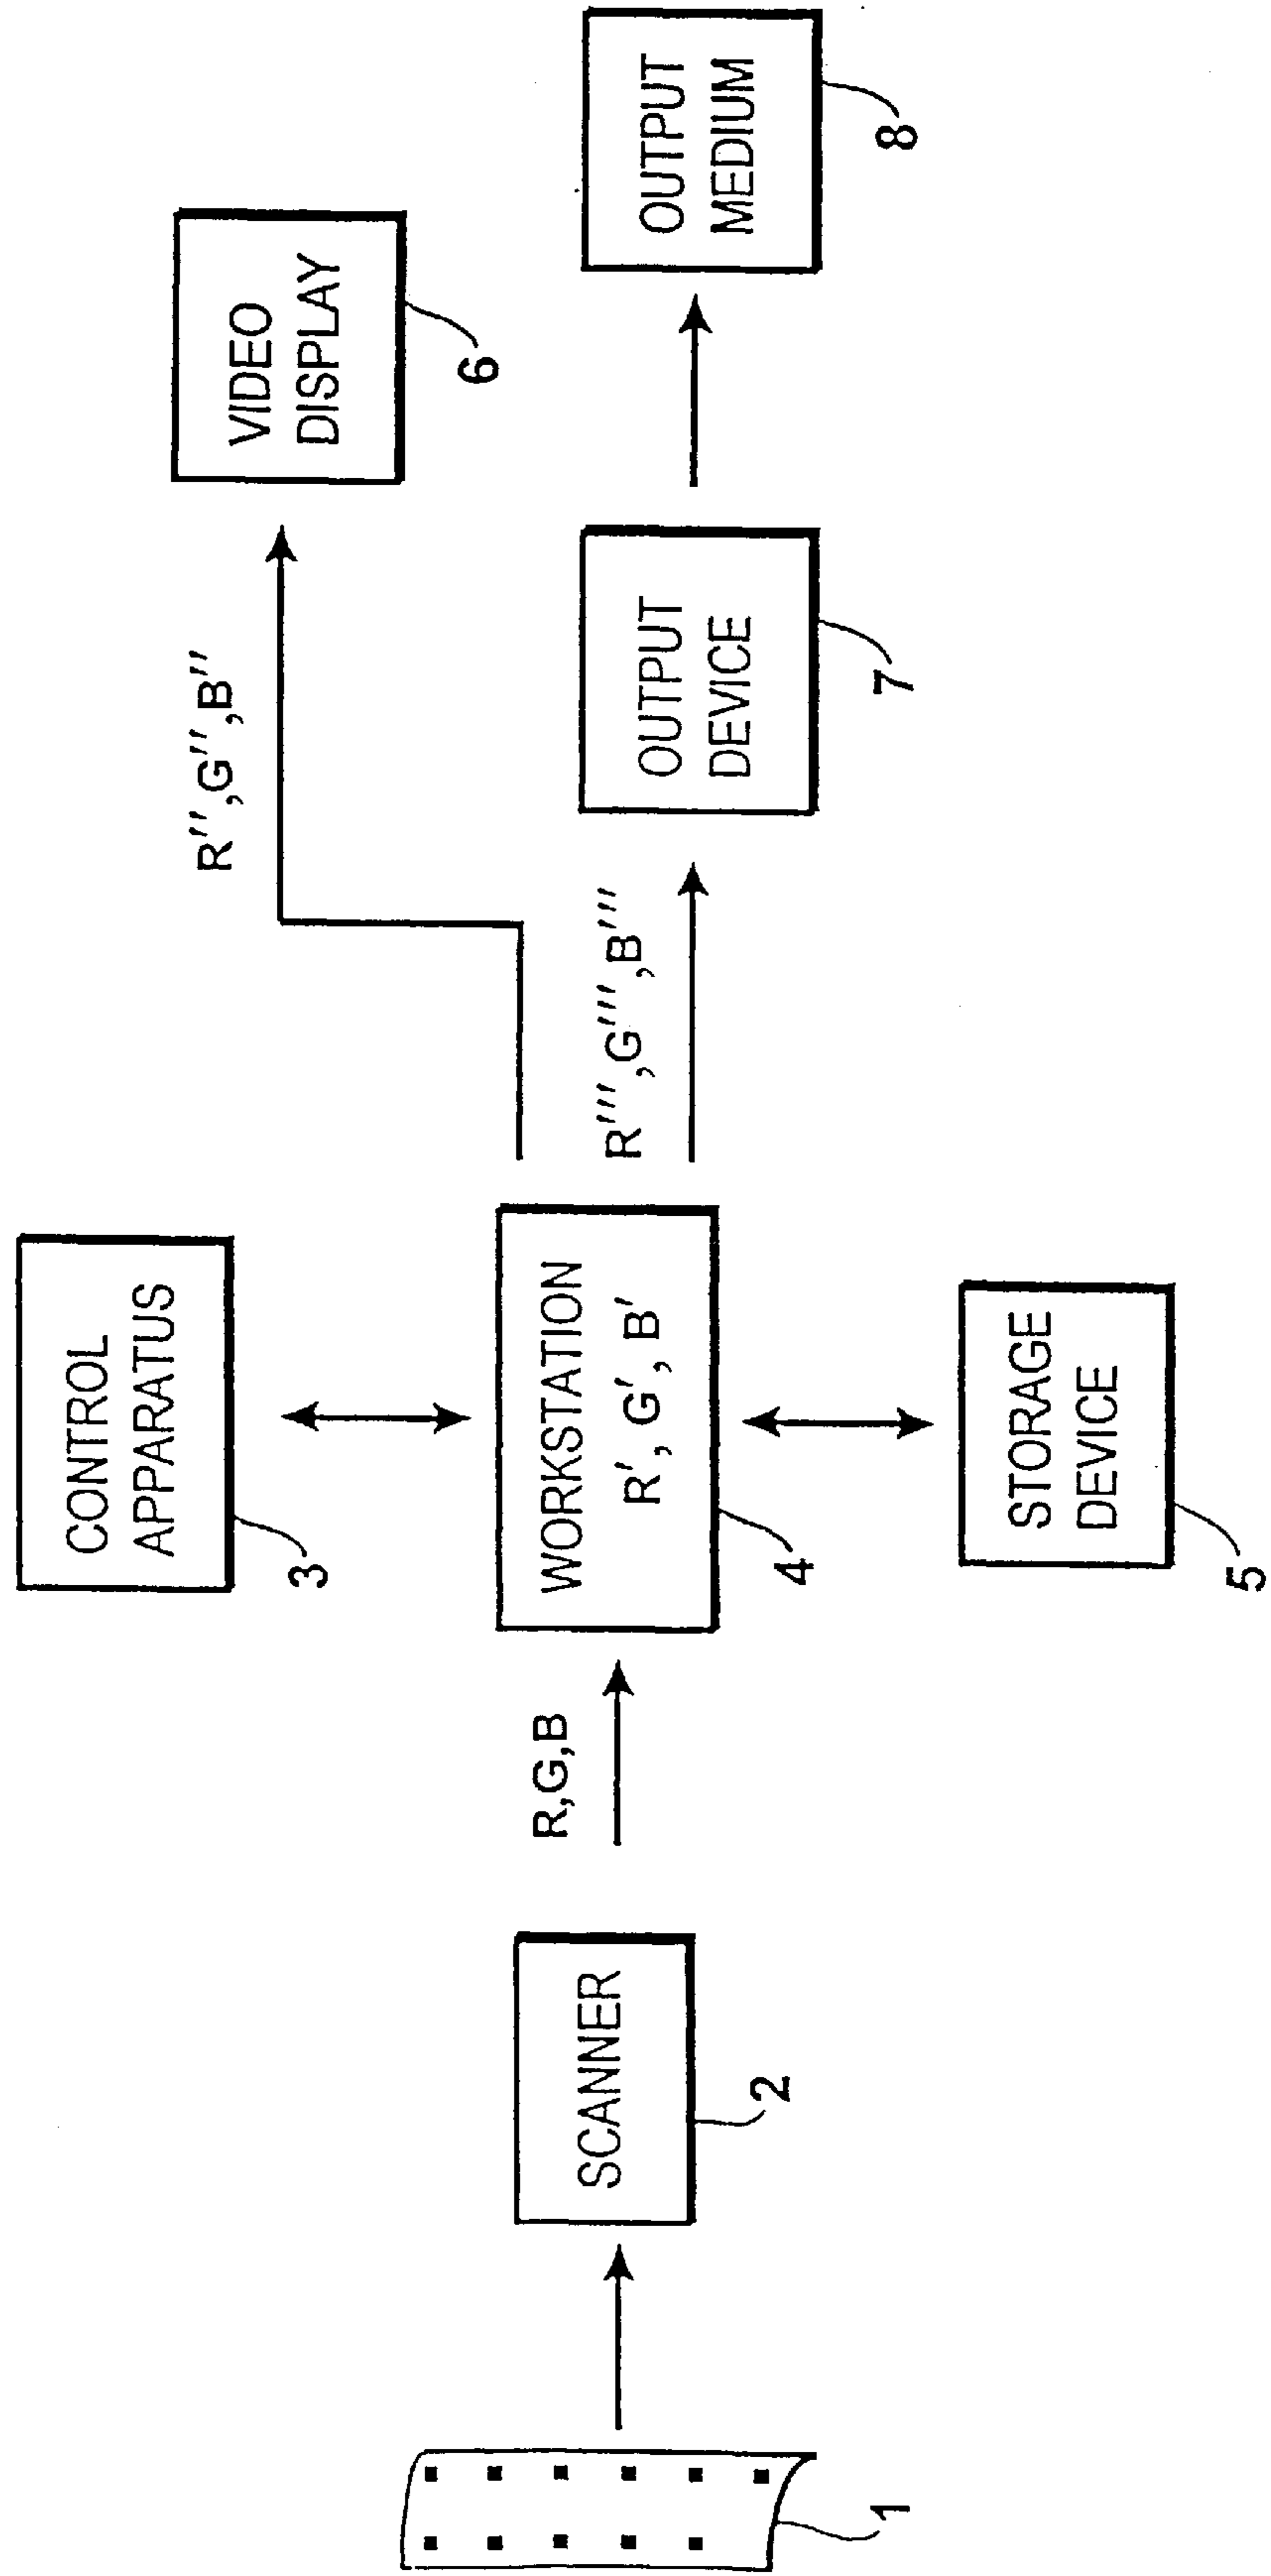 1
SCANNER
2
R,G,B
CONTROL
APPARATUS
3
WORKSTATION
R', G', B'
4
STORAGE
DEVICE
5
R'',G'',B''
VIDEO
DISPLAY
6
R''',G''',B'''
OUTPUT
DEVICE
7
OUTPUT
MEDIUM
8